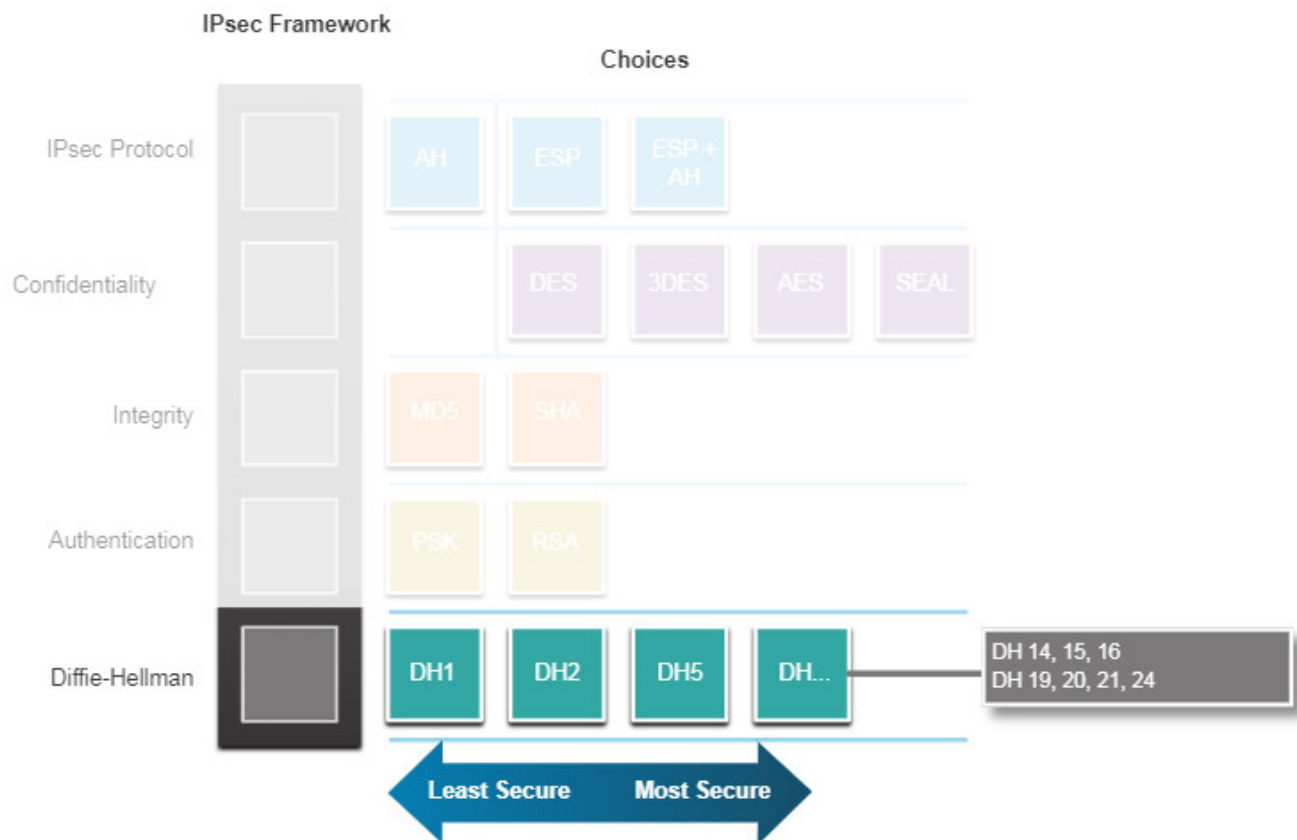 IPsec Framework
Choices
IPsec Protocol
AH
ESP
ESP +
AH
Confidentiality
DES
3DES
AES
SEAL
Integrity
MD5
SHA
Authentication
PSK
RSA
Diffie-Hellman
DH1
DH2
DH5
DH...
DH 14, 15, 16
DH 19, 20, 21, 24
Least Secure
Most Secure